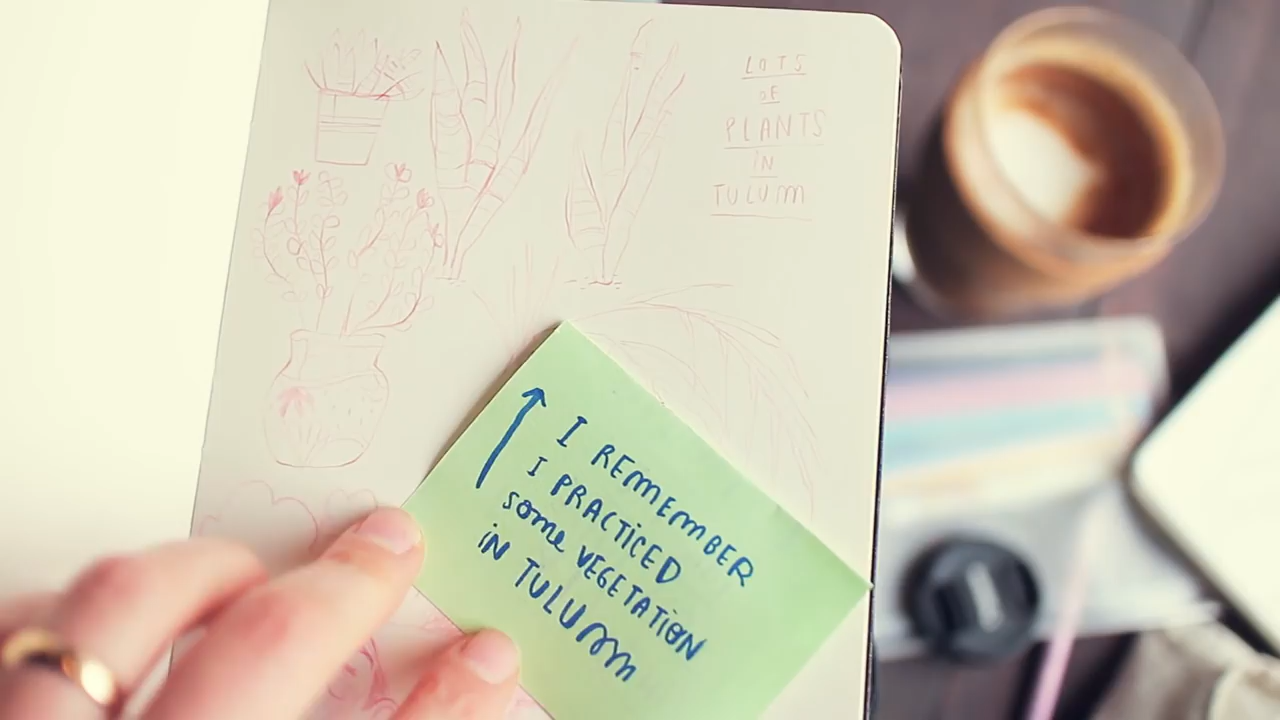 LOTS
OF
PLANTS
IN
TULUM
I REMEMBER
I PRACTICED
some VEGETATION
IN TULUM